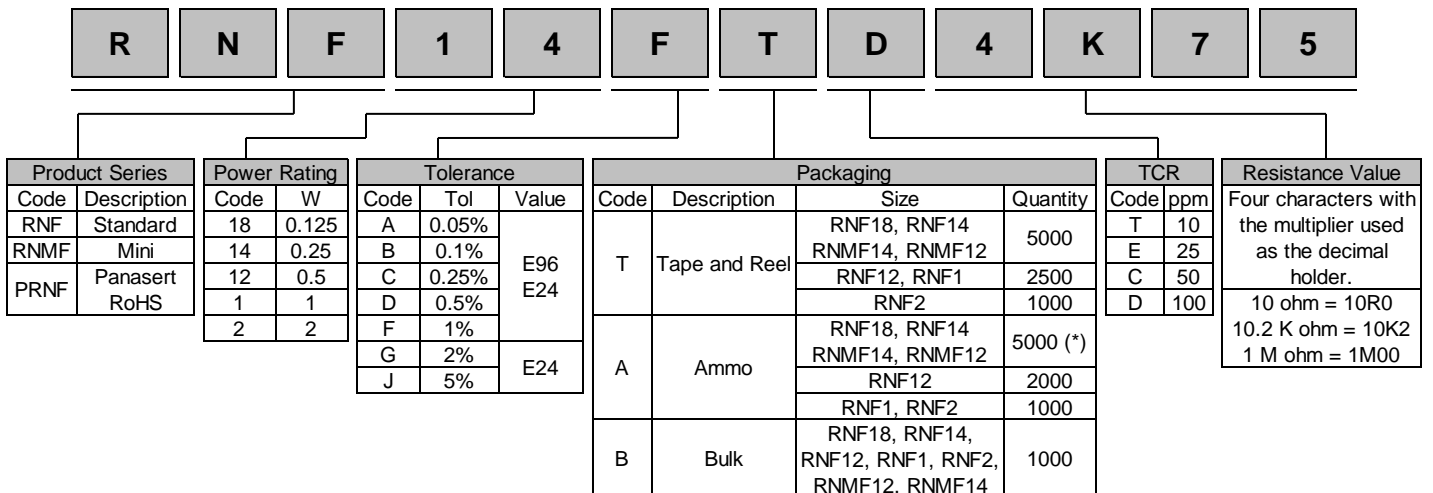 R N F 1 4 F T D 4 K 7 5
Product Series
Code Description
RNF Standard
RNMF Mini
PRNF Panasert RoHS
Power Rating
Code W
18 0.125
14 0.25
12 0.5
1 1
2 2
Tolerance
Code Tol Value
A 0.05%
B 0.1%
C 0.25%
D 0.5%
F 1%
E96
E24
G 2%
J 5%
E24
Packaging
Code Description Size Quantity
T Tape and Reel
RNF18, RNF14
RNMF14, RNMF12
5000
RNF12, RNF1 2500
RNF2 1000
A Ammo
RNF18, RNF14
RNMF14, RNMF12
5000 (*)
RNF12 2000
RNF1, RNF2 1000
B Bulk
RNF18, RNF14,
RNF12, RNF1, RNF2,
RNMF12, RNMF14
1000
TCR
Code ppm
T 10
E 25
C 50
D 100
Resistance Value
Four characters with
the multiplier used
as the decimal
holder.
10 ohm = 10R0
10.2 K ohm = 10K2
1 M ohm = 1M00